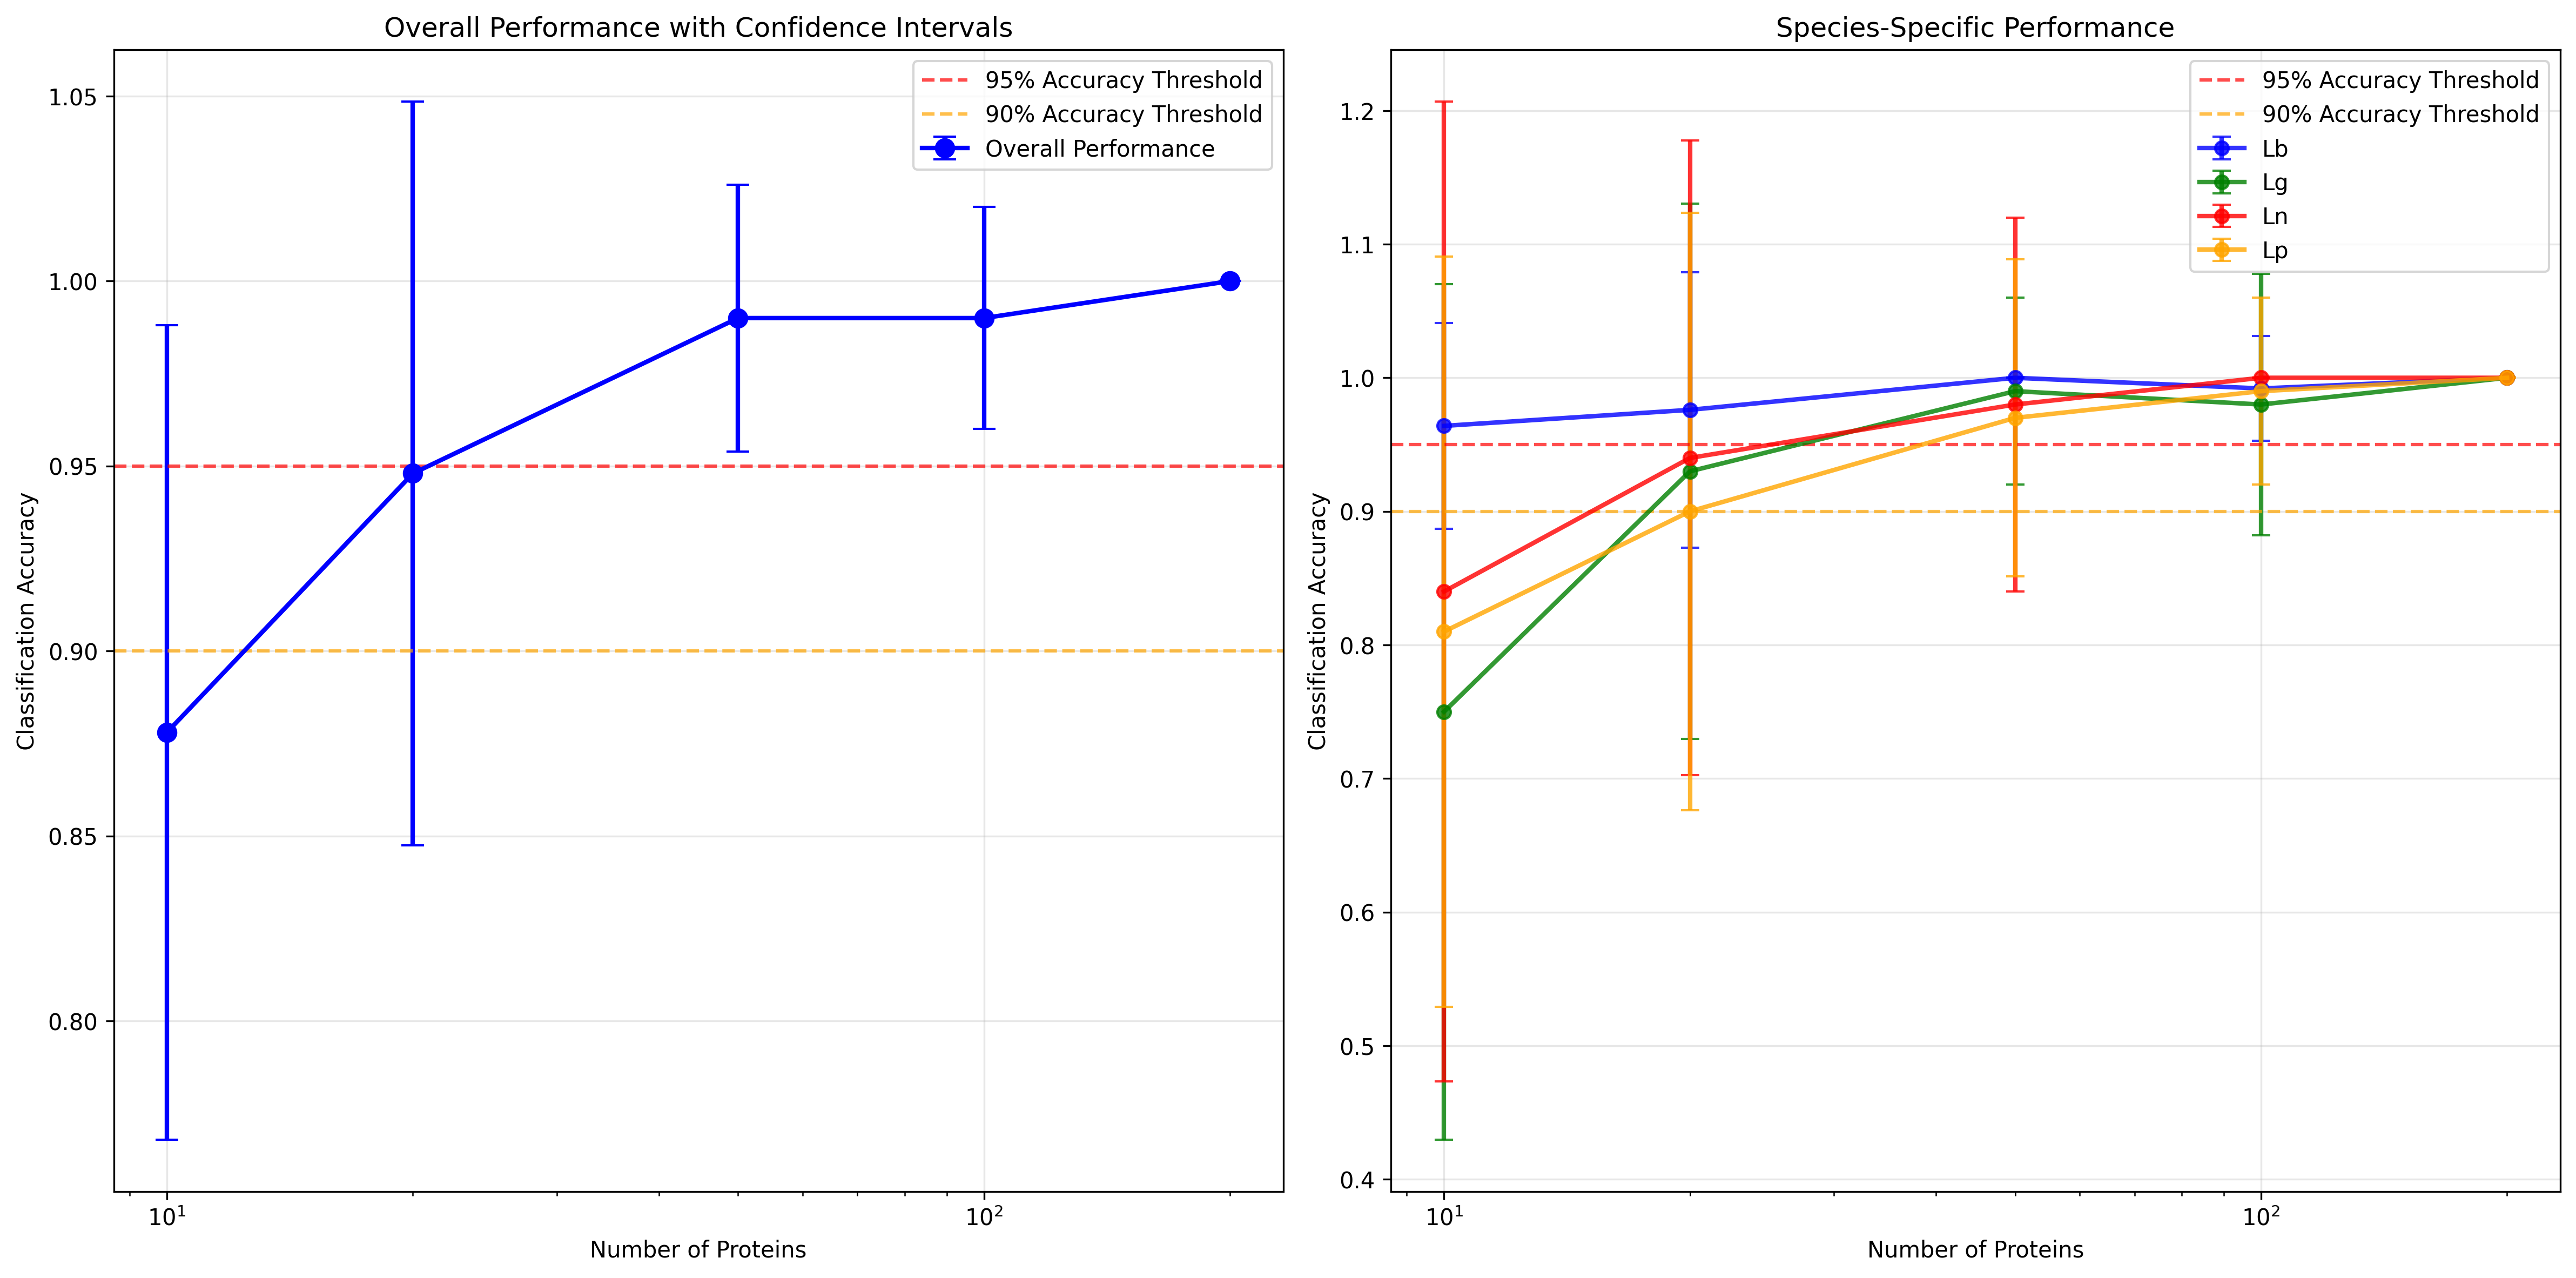 Overall Performance with Confidence Intervals
95% Accuracy Threshold
90% Accuracy Threshold
Overall Performance
Classification Accuracy
1.05
1.00
0.95
0.90
0.85
0.80
10¹
10²
Number of Proteins
Species-Specific Performance
95% Accuracy Threshold
90% Accuracy Threshold
Lb
Lg
Ln
Lp
Classification Accuracy
1.2
1.1
1.0
0.9
0.8
0.7
0.6
0.5
0.4
10¹
10²
Number of Proteins